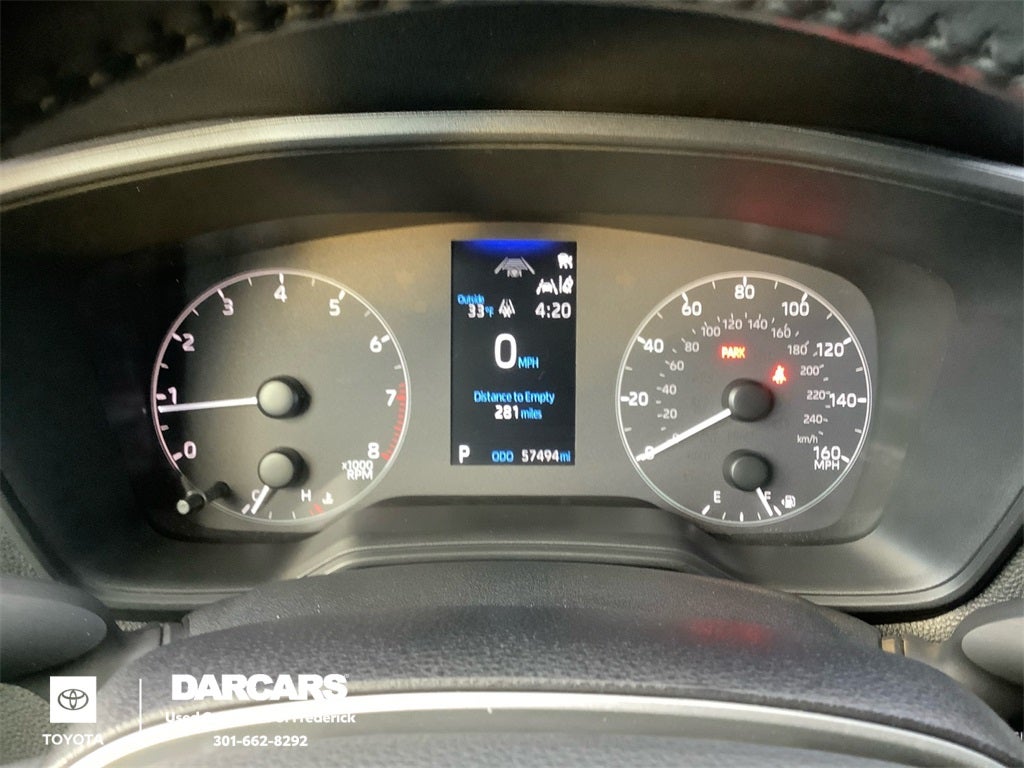 4
3
5
2
6
1
7
0
8
x1000
RPM
C
H
Outside
33°F
4:20
0 MPH
Distance to Empty
281 miles
P
ODO 57494 mi
80
60
100
120
140
100
160
40
80
PARK
180
120
60
200
40
220
20
140
20
240
0
0
km/h
160
MPH
E
F
TOYOTA
DARCARS
Frederick
301-662-8292